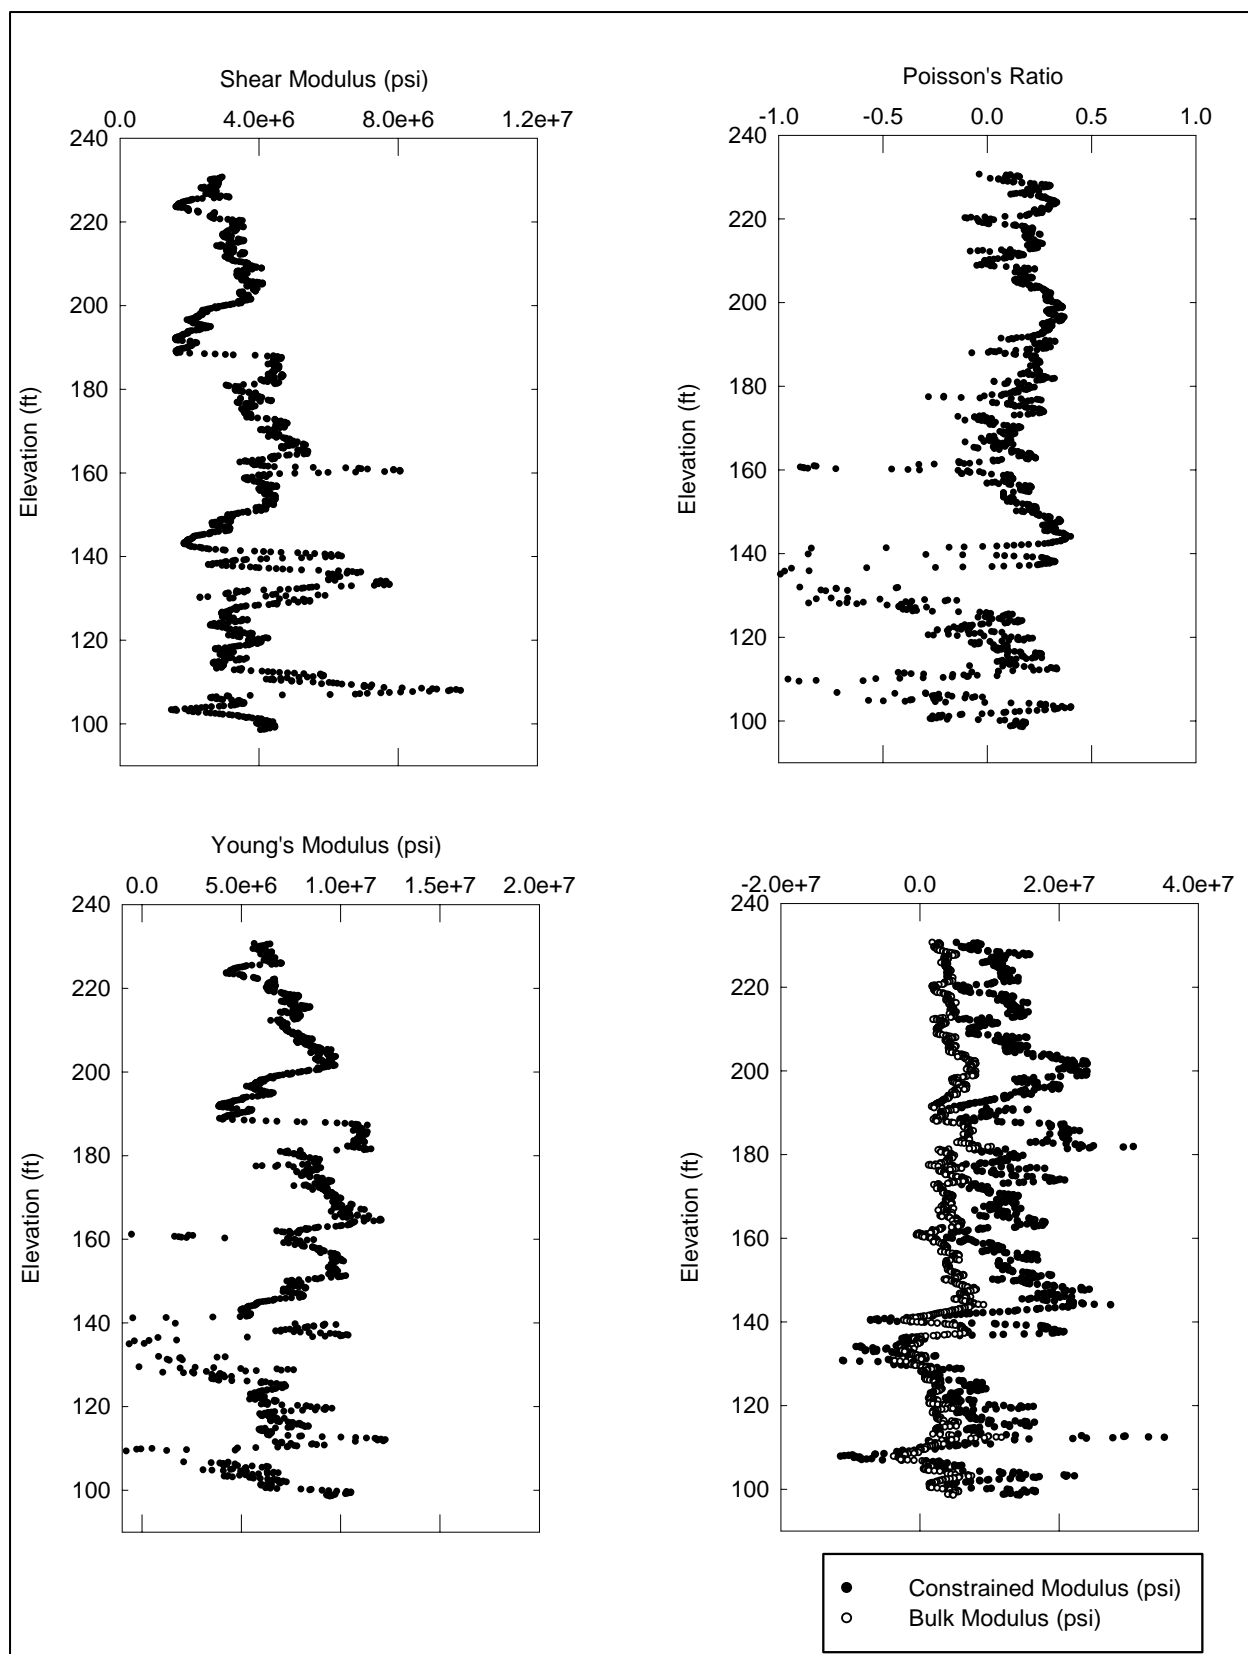 Shear Modulus (psi)
0.0 4.0e+6 8.0e+6 1.2e+7
240
220
200
180
160
140
120
100
Elevation (ft)
Poisson's Ratio
-1.0 -0.5 0.0 0.5 1.0
240
220
200
180
160
140
120
100
Elevation (ft)
Young's Modulus (psi)
0.0 5.0e+6 1.0e+7 1.5e+7 2.0e+7
240
220
200
180
160
140
120
100
Elevation (ft)
-2.0e+7 0.0 2.0e+7 4.0e+7
240
220
200
180
160
140
120
100
Elevation (ft)
Constrained Modulus (psi)
Bulk Modulus (psi)